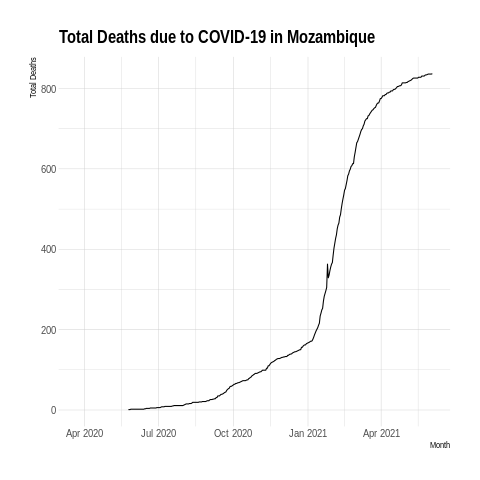 Total Deaths due to COVID-19 in Mozambique
Total Deaths
800
600
400
200
0
Apr 2020 Jul 2020 Oct 2020 Jan 2021 Apr 2021
Month